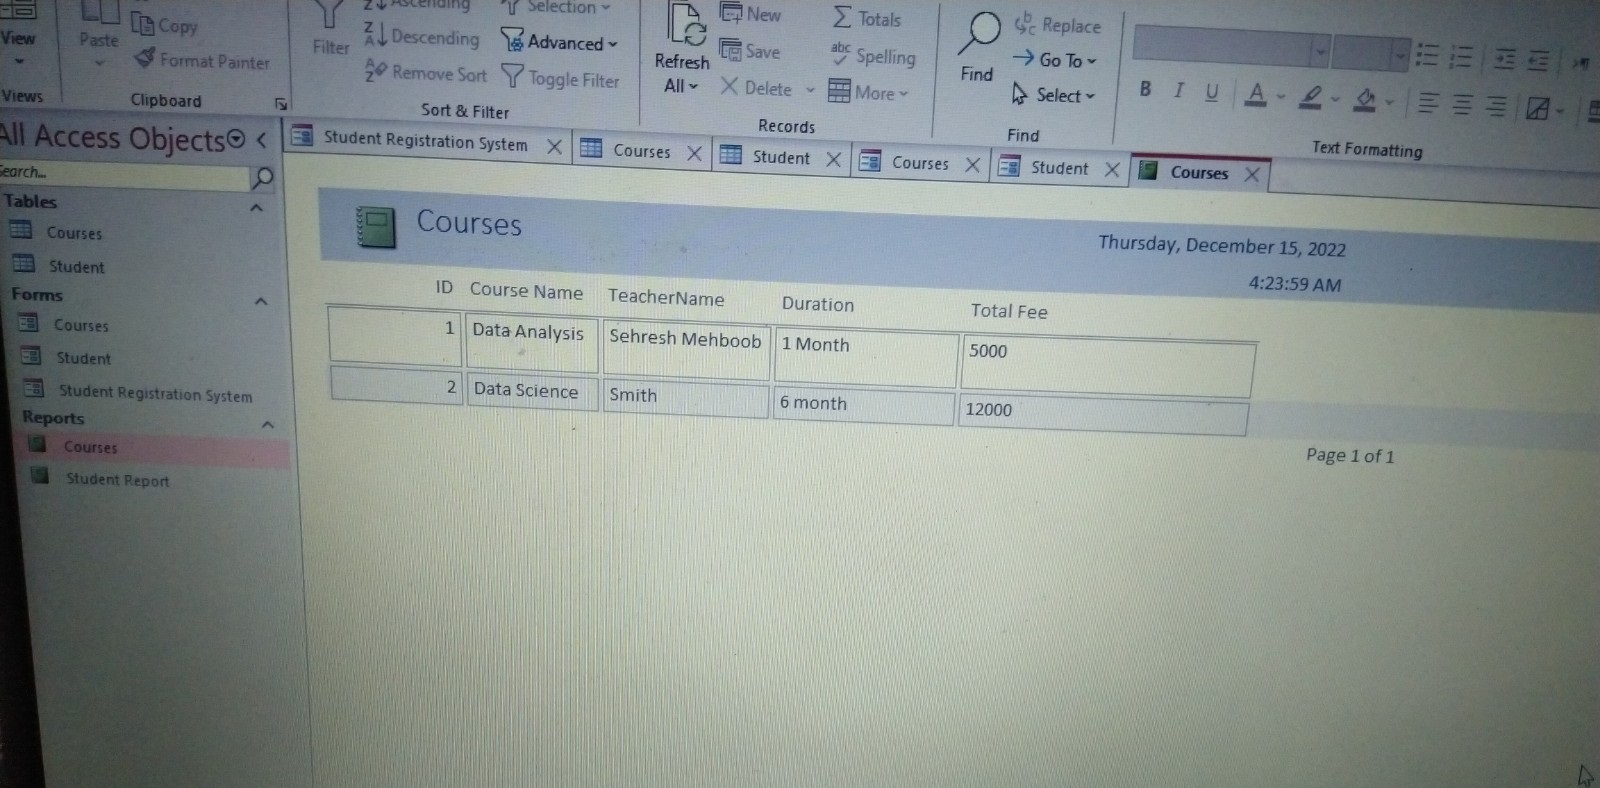 View
Views
Paste
Copy
Format Painter
Clipboard
Filter
Ascending
Descending
Remove Sort
Selection
Advanced
Toggle Filter
Sort & Filter
Refresh
All
New
Save
Delete
Totals
abc Spelling
More
Records
Find
Replace
Go To
Select
Find
B I U A
Text Formatting
All Access Objects
Search...
Tables
Courses
Student
Forms
Courses
Student
Student Registration System
Reports
Courses
Student Report
Student Registration System Courses Student Courses Student Courses
Courses
Thursday, December 15, 2022
4:23:59 AM
ID Course Name TeacherName Duration Total Fee
1 Data Analysis Sehresh Mehboob 1 Month 5000
2 Data Science Smith 6 month 12000
Page 1 of 1